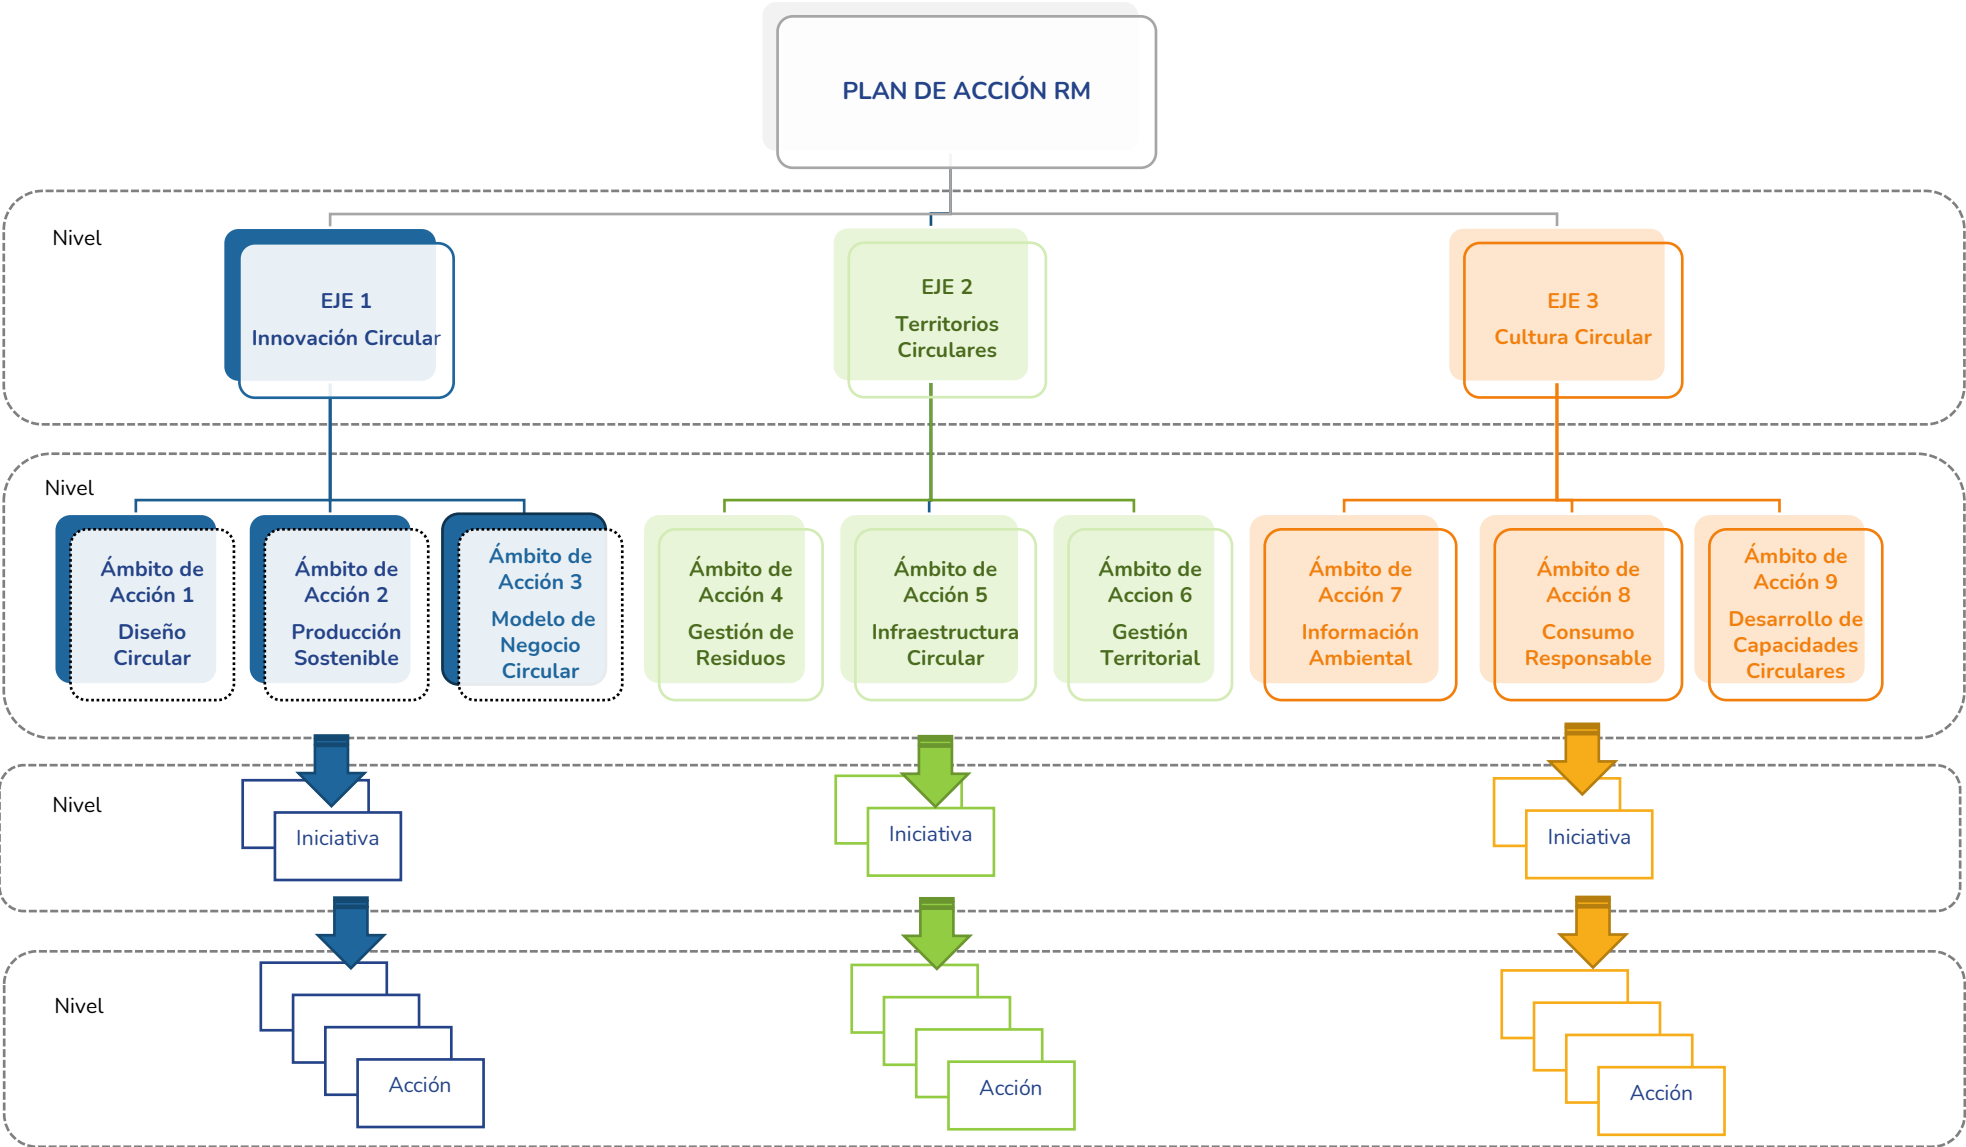 PLAN DE ACCIÓN RM
Nivel
EJE 1
Innovación Circular
EJE 2
Territorios
Circulares
EJE 3
Cultura Circular
Nivel
Ámbito de
Acción 1
Diseño
Circular
Ámbito de
Acción 2
Producción
Sostenible
Ámbito de
Acción 3
Modelo de
Negocio
Circular
Ámbito de
Acción 4
Gestión de
Residuos
Ámbito de
Acción 5
Infraestructura
Circular
Ámbito de
Accion 6
Gestión
Territorial
Ámbito de
Acción 7
Información
Ambiental
Ámbito de
Acción 8
Consumo
Responsable
Ámbito de
Acción 9
Desarrollo de
Capacidades
Circulares
Nivel
Iniciativa
Iniciativa
Iniciativa
Nivel
Acción
Acción
Acción